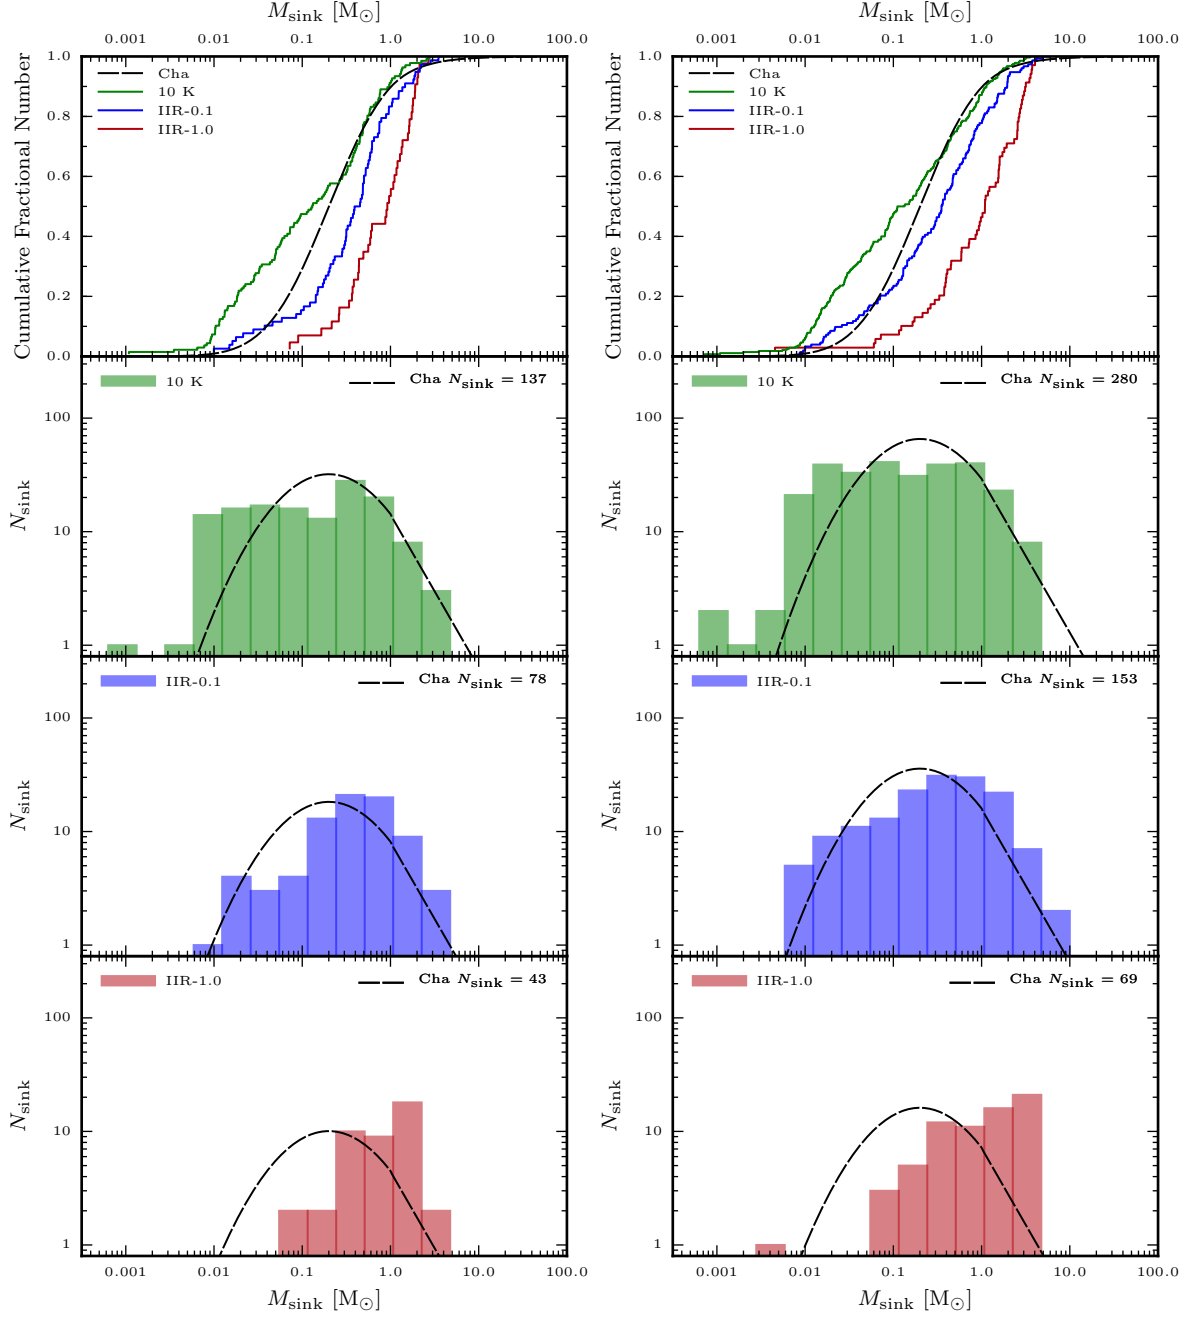 M_sink [M_⊙] M_sink [M_⊙]
0.001 0.01 0.1 1.0 10.0 100.0 0.001 0.01 0.1 1.0 10.0 100.0
Cumulative Fractional Number
1.0
0.8
0.6
0.4
0.2
0.0
Cha
10 K
IIR-0.1
IIR-1.0
Cumulative Fractional Number
1.0
0.8
0.6
0.4
0.2
0.0
Cha
10 K
IIR-0.1
IIR-1.0
N_sink
100
10
1
10 K Cha N_sink = 137
N_sink
100
10
1
10 K Cha N_sink = 280
N_sink
100
10
1
IIR-0.1 Cha N_sink = 78
N_sink
100
10
1
IIR-0.1 Cha N_sink = 153
N_sink
100
10
1
IIR-1.0 Cha N_sink = 43
N_sink
100
10
1
IIR-1.0 Cha N_sink = 69
0.001 0.01 0.1 1.0 10.0 100.0 0.001 0.01 0.1 1.0 10.0 100.0
M_sink [M_⊙] M_sink [M_⊙]